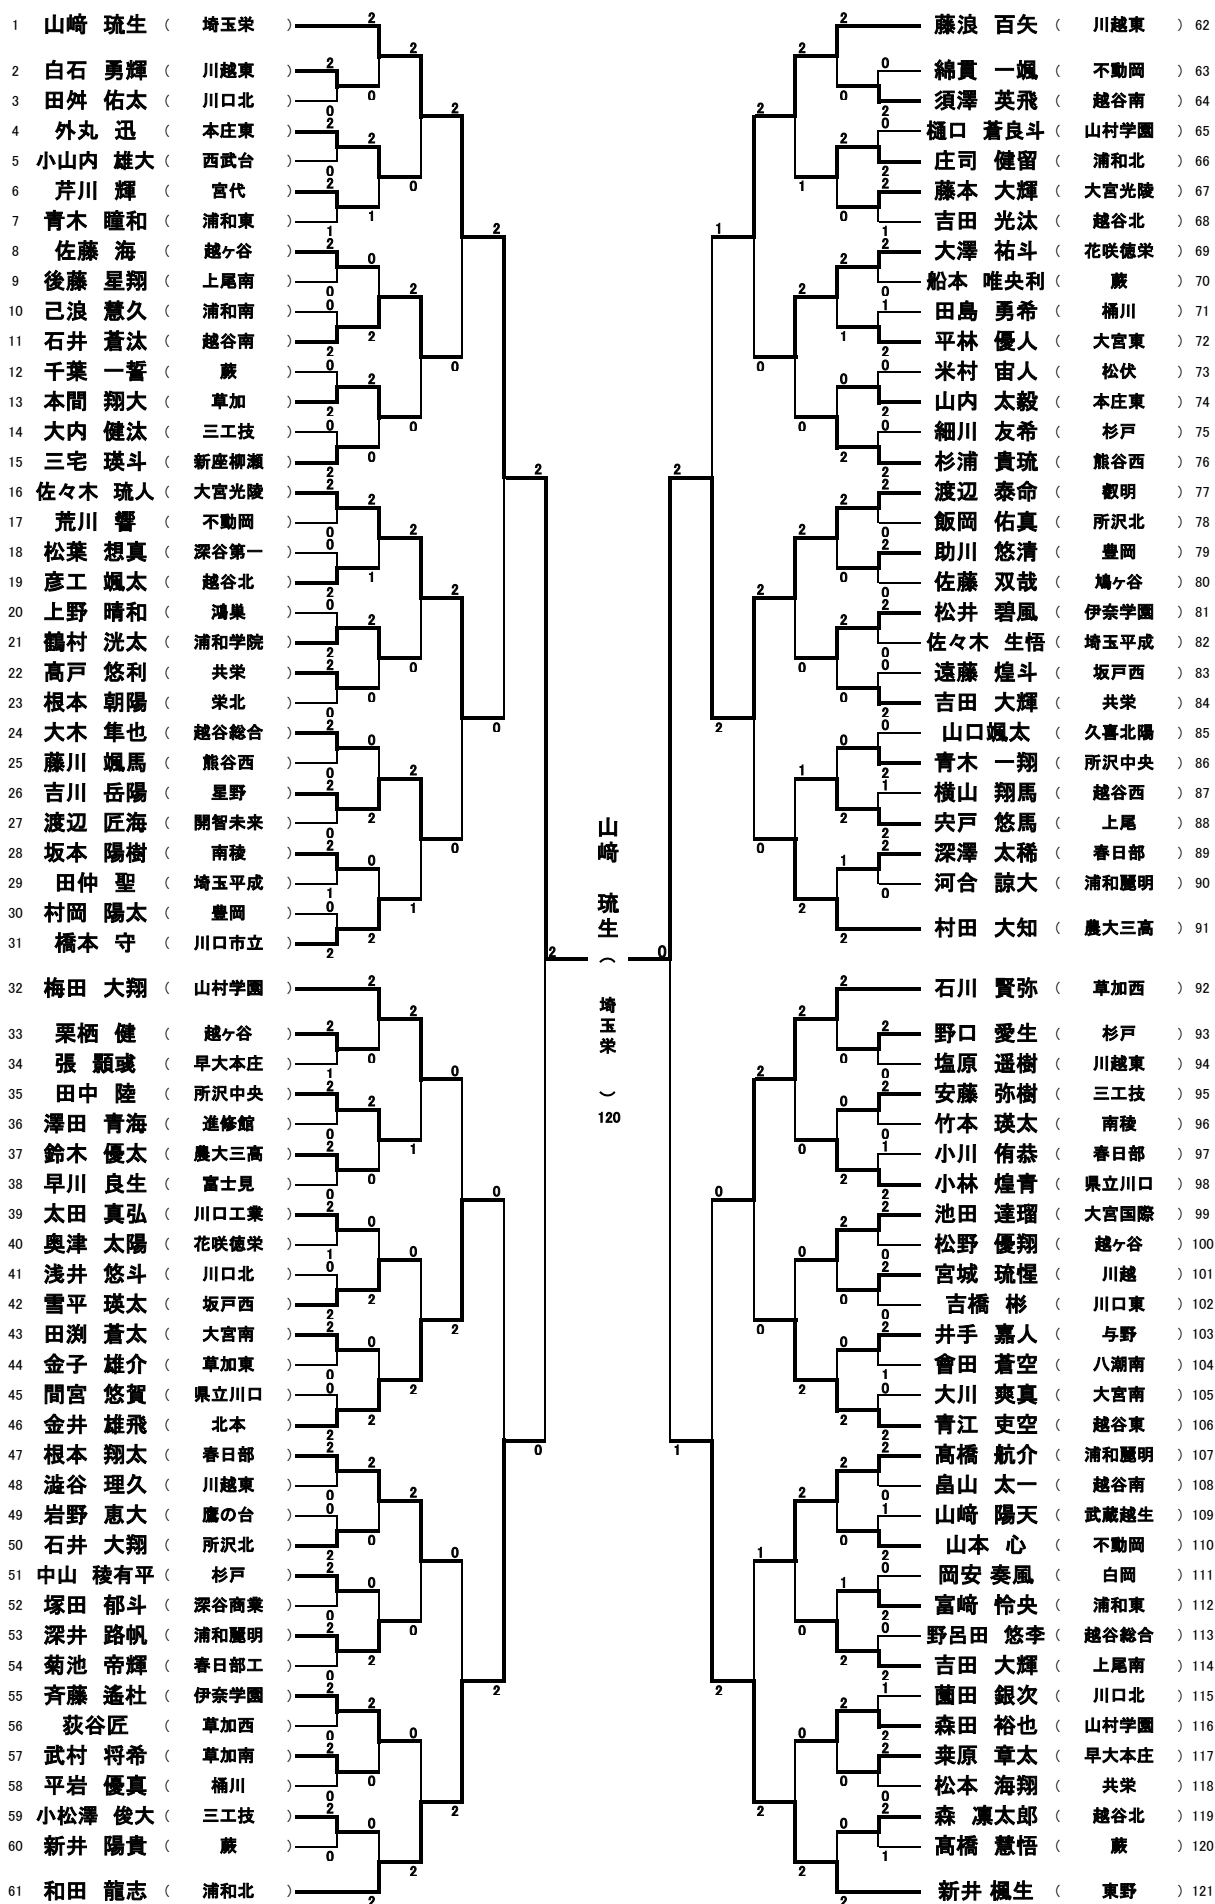 1 山﨑 琉生 （ 埼玉栄 ）
2 白石 勇輝 （ 川越東 ）
3 田舛 佑太 （ 川口北 ）
4 外丸 迅 （ 本庄東 ）
5 小山内 雄大 （ 西武台 ）
6 芹川 輝 （ 宮代 ）
7 青木 瞳和 （ 浦和東 ）
8 佐藤 海 （ 越ヶ谷 ）
9 後藤 星翔 （ 上尾南 ）
10 己浪 慧久 （ 浦和南 ）
11 石井 蒼汰 （ 越谷南 ）
12 千葉 一誓 （ 蕨 ）
13 本間 翔大 （ 草加 ）
14 大内 健汰 （ 三工技 ）
15 三宅 瑛斗 （ 新座柳瀬 ）
16 佐々木 琉人 （ 大宮光陵 ）
17 荒川 響 （ 不動岡 ）
18 松葉 想真 （ 深谷第一 ）
19 彦工 颯太 （ 越谷北 ）
20 上野 晴和 （ 鴻巣 ）
21 鶴村 洸太 （ 浦和学院 ）
22 髙戸 悠利 （ 共栄 ）
23 根本 朝陽 （ 栄北 ）
24 大木 隼也 （ 越谷総合 ）
25 藤川 颯馬 （ 熊谷西 ）
26 吉川 岳陽 （ 星野 ）
27 渡辺 匠海 （ 開智未来 ）
28 坂本 陽樹 （ 南稜 ）
29 田仲 聖 （ 埼玉平成 ）
30 村岡 陽太 （ 豊岡 ）
31 橋本 守 （ 川口市立 ）
32 梅田 大翔 （ 山村学園 ）
33 栗栖 健 （ 越ヶ谷 ）
34 張 顥彧 （ 早大本庄 ）
35 田中 陸 （ 所沢中央 ）
36 澤田 青海 （ 進修館 ）
37 鈴木 優太 （ 農大三高 ）
38 早川 良生 （ 富士見 ）
39 太田 真弘 （ 川口工業 ）
40 奥津 太陽 （ 花咲徳栄 ）
41 浅井 悠斗 （ 川口北 ）
42 雪平 瑛太 （ 坂戸西 ）
43 田渕 蒼太 （ 大宮南 ）
44 金子 雄介 （ 草加東 ）
45 間宮 悠賀 （ 県立川口 ）
46 金井 雄飛 （ 北本 ）
47 根本 翔太 （ 春日部 ）
48 澁谷 理久 （ 川越東 ）
49 岩野 恵大 （ 鷹の台 ）
50 石井 大翔 （ 所沢北 ）
51 中山 稜有平 （ 杉戸 ）
52 塚田 郁斗 （ 深谷商業 ）
53 深井 路帆 （ 浦和麗明 ）
54 菊池 帝輝 （ 春日部工 ）
55 斉藤 遙杜 （ 伊奈学園 ）
56 荻谷匠 （ 草加西 ）
57 武村 将希 （ 草加南 ）
58 平岩 優真 （ 桶川 ）
59 小松澤 俊大 （ 三工技 ）
60 新井 陽貴 （ 蕨 ）
61 和田 龍志 （ 浦和北 ）
山﨑 琉生 （ 埼玉栄 ）
120
藤浪 百矢 （ 川越東 ） 62
綿貫 一颯 （ 不動岡 ） 63
須澤 英飛 （ 越谷南 ） 64
樋口 蒼良斗 （ 山村学園 ） 65
庄司 健留 （ 浦和北 ） 66
藤本 大輝 （ 大宮光陵 ） 67
吉田 光汰 （ 越谷北 ） 68
大澤 祐斗 （ 花咲徳栄 ） 69
船本 唯央利 （ 蕨 ） 70
田島 勇希 （ 桶川 ） 71
平林 優人 （ 大宮東 ） 72
米村 宙人 （ 松伏 ） 73
山内 太毅 （ 本庄東 ） 74
細川 友希 （ 杉戸 ） 75
杉浦 貴琉 （ 熊谷西 ） 76
渡辺 泰命 （ 叡明 ） 77
飯岡 佑真 （ 所沢北 ） 78
助川 悠清 （ 豊岡 ） 79
佐藤 双哉 （ 鳩ヶ谷 ） 80
松井 碧風 （ 伊奈学園 ） 81
佐々木 生悟 （ 埼玉平成 ） 82
遠藤 煌斗 （ 坂戸西 ） 83
吉田 大輝 （ 共栄 ） 84
山口颯太 （ 久喜北陽 ） 85
青木 一翔 （ 所沢中央 ） 86
横山 翔馬 （ 越谷西 ） 87
宍戸 悠馬 （ 上尾 ） 88
深澤 太稀 （ 春日部 ） 89
河合 諒大 （ 浦和麗明 ） 90
村田 大知 （ 農大三高 ） 91
石川 賢弥 （ 草加西 ） 92
野口 愛生 （ 杉戸 ） 93
塩原 遥樹 （ 川越東 ） 94
安藤 弥樹 （ 三工技 ） 95
竹本 瑛太 （ 南稜 ） 96
小川 侑恭 （ 春日部 ） 97
小林 煌青 （ 県立川口 ） 98
池田 達瑠 （ 大宮国際 ） 99
松野 優翔 （ 越ヶ谷 ） 100
宮城 琉惺 （ 川越 ） 101
吉橋 彬 （ 川口東 ） 102
井手 嘉人 （ 与野 ） 103
會田 蒼空 （ 八潮南 ） 104
大川 爽真 （ 大宮南 ） 105
青江 吏空 （ 越谷東 ） 106
髙橋 航介 （ 浦和麗明 ） 107
畠山 太一 （ 越谷南 ） 108
山﨑 陽天 （ 武蔵越生 ） 109
山本 心 （ 不動岡 ） 110
岡安 奏風 （ 白岡 ） 111
富﨑 怜央 （ 浦和東 ） 112
野呂田 悠李 （ 越谷総合 ） 113
吉田 大輝 （ 上尾南 ） 114
薗田 銀次 （ 川口北 ） 115
森田 裕也 （ 山村学園 ） 116
桒原 章太 （ 早大本庄 ） 117
松本 海翔 （ 共栄 ） 118
森 凛太郎 （ 越谷北 ） 119
髙橋 慧悟 （ 蕨 ） 120
新井 楓生 （ 東野 ） 121